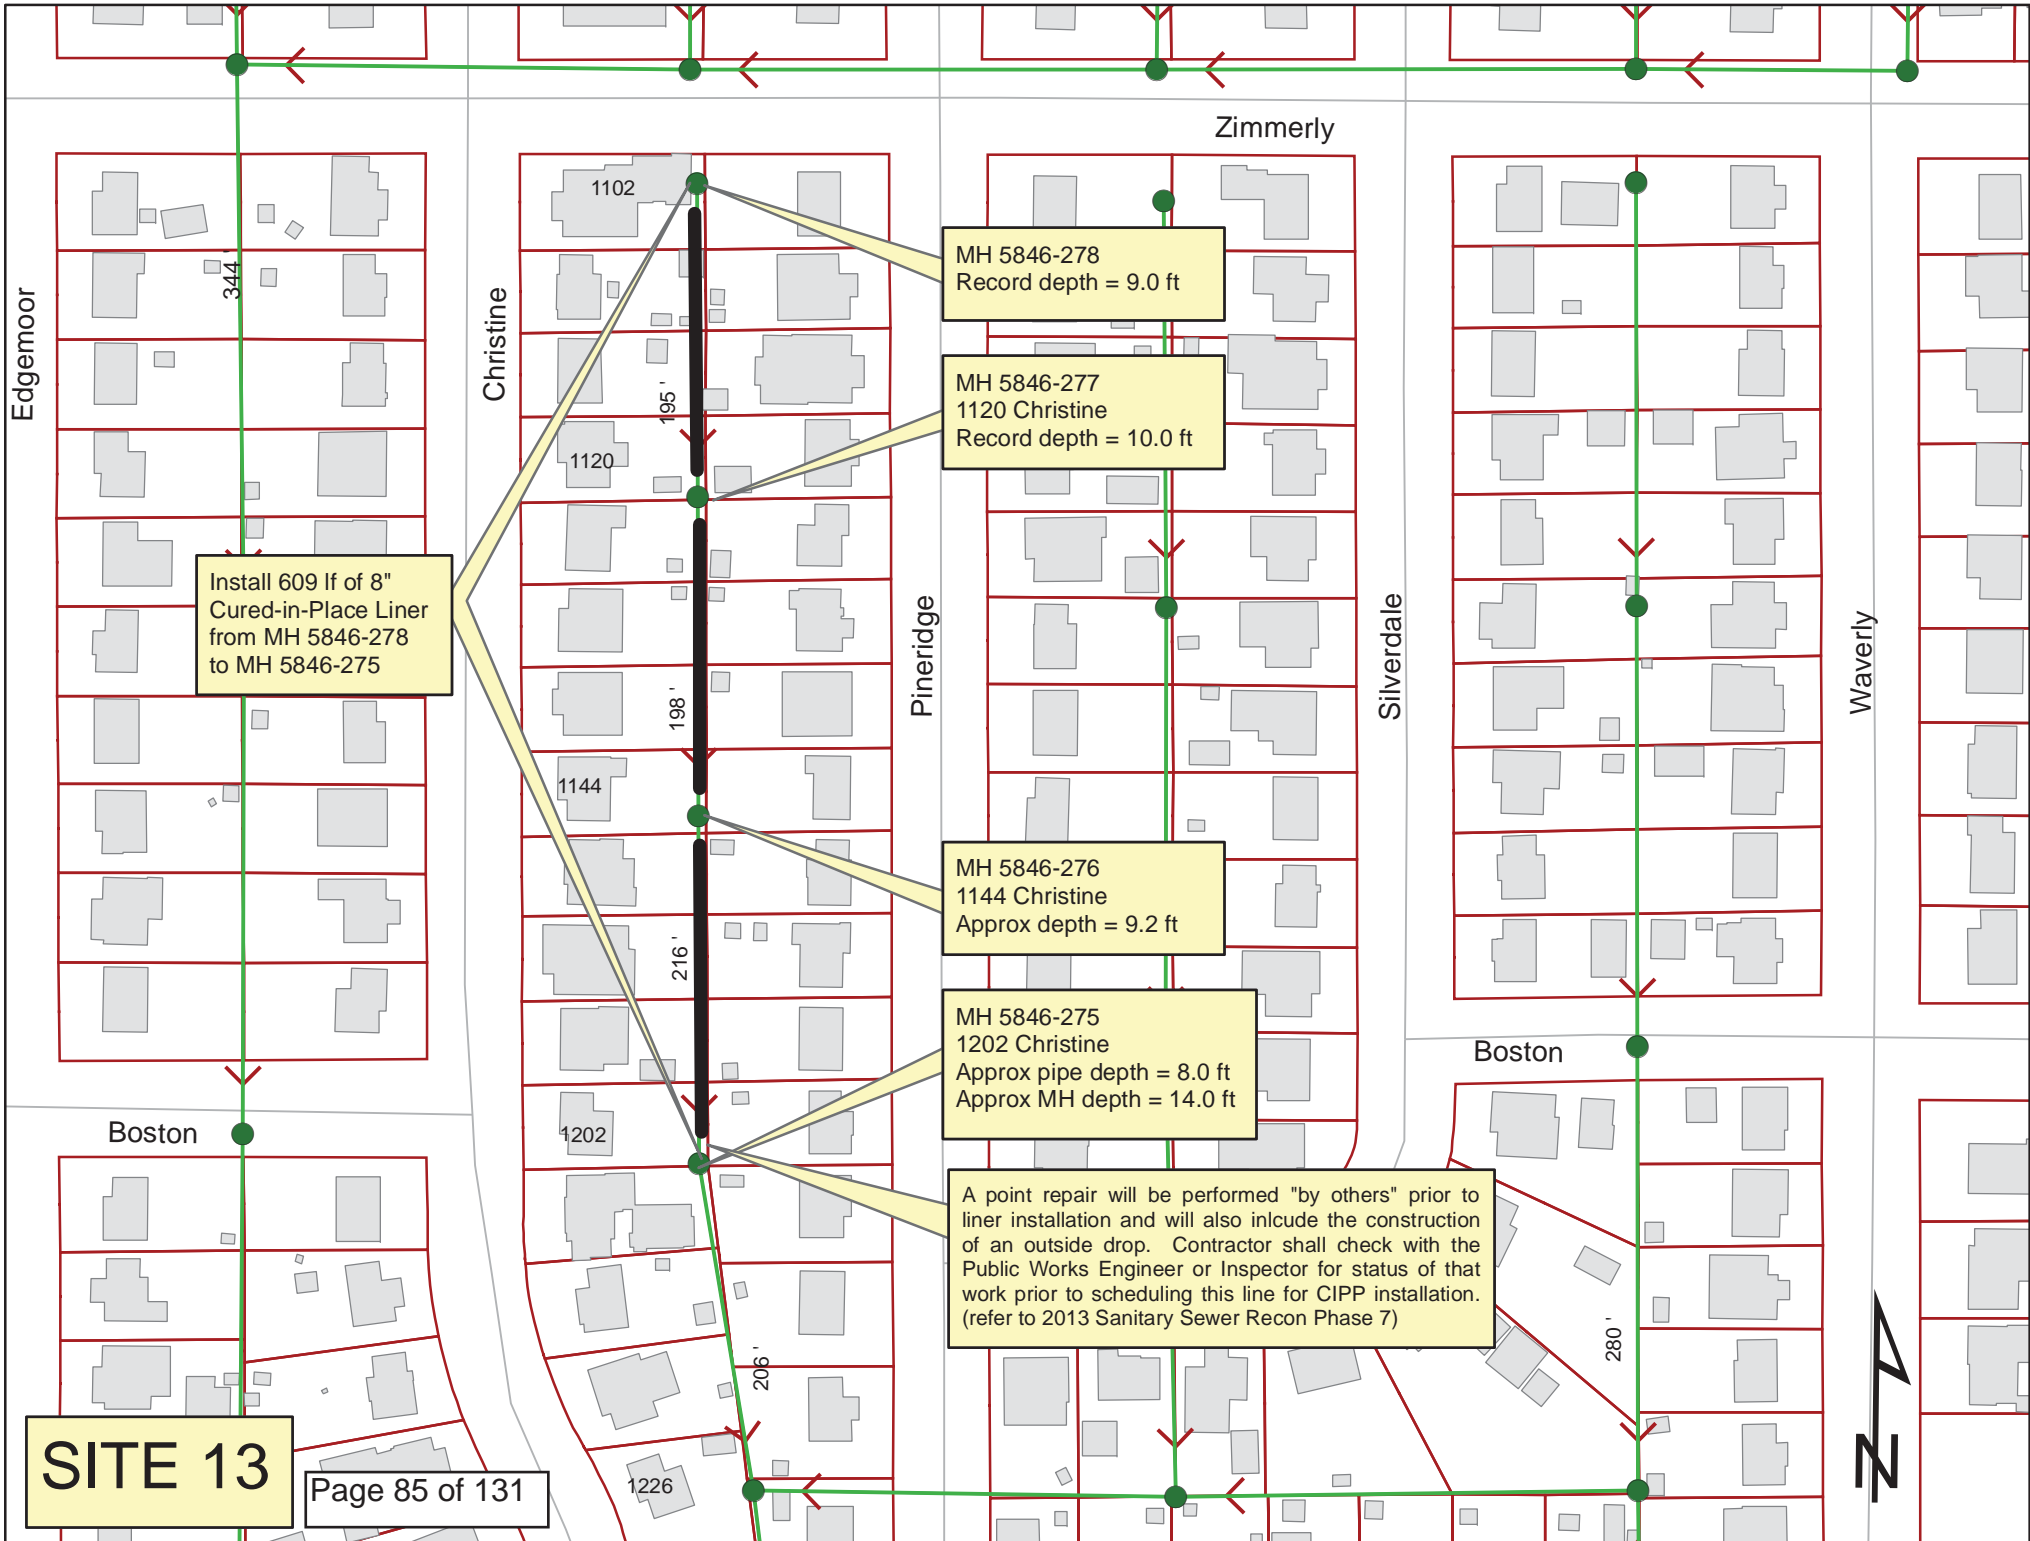 Zimmerly
1102
MH 5846-278
Record depth = 9.0 ft
344 '
Edgemoor
Christine
195 '
MH 5846-277
1120 Christine
Record depth = 10.0 ft
1120
Install 609 lf of 8"
Cured-in-Place Liner
from MH 5846-278
to MH 5846-275
Pineridge
Silverdale
Waverly
198 '
1144
MH 5846-276
1144 Christine
Approx depth = 9.2 ft
216 '
MH 5846-275
1202 Christine
Approx pipe depth = 8.0 ft
Approx MH depth = 14.0 ft
Boston
Boston
1202
A point repair will be performed "by others" prior to
liner installation and will also inlcude the construction
of an outside drop. Contractor shall check with the
Public Works Engineer or Inspector for status of that
work prior to scheduling this line for CIPP installation.
(refer to 2013 Sanitary Sewer Recon Phase 7)
206 '
280 '
SITE 13
Page 85 of 131
1226
N